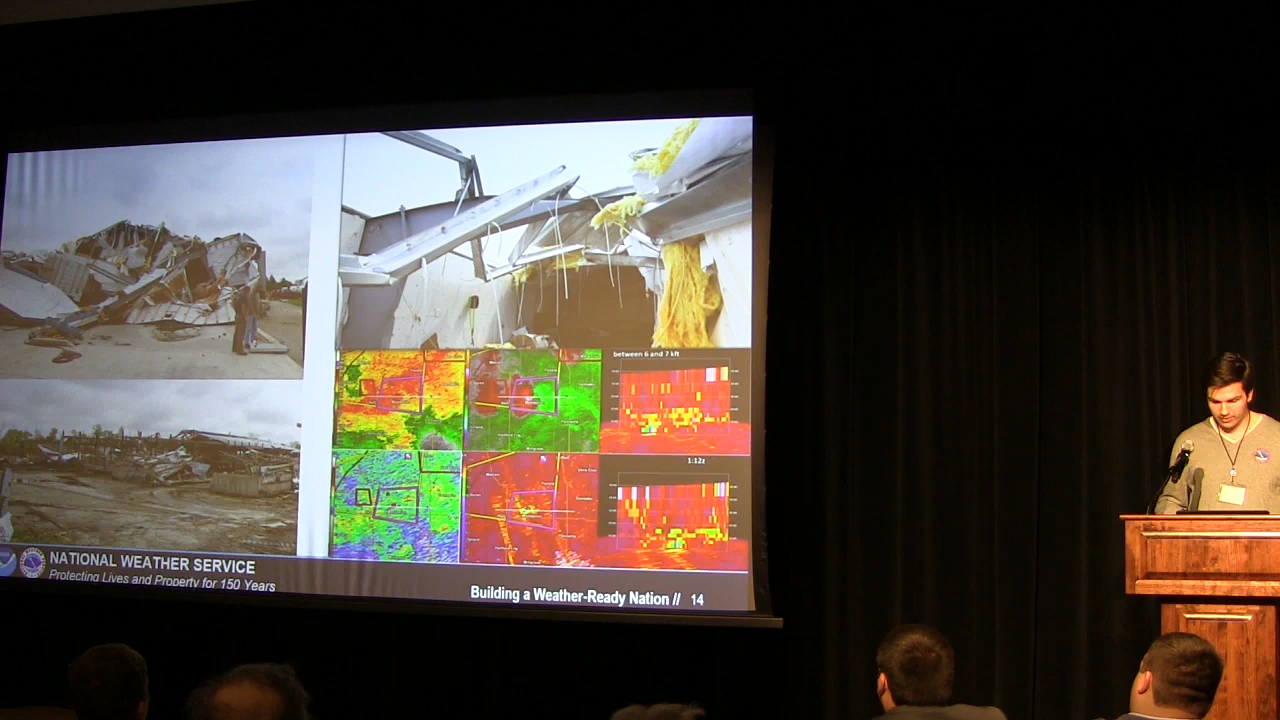 between 6 and 7 kft
1:12z
NATIONAL WEATHER SERVICE
Protecting Lives and Property for 150 Years
Building a Weather-Ready Nation // 14